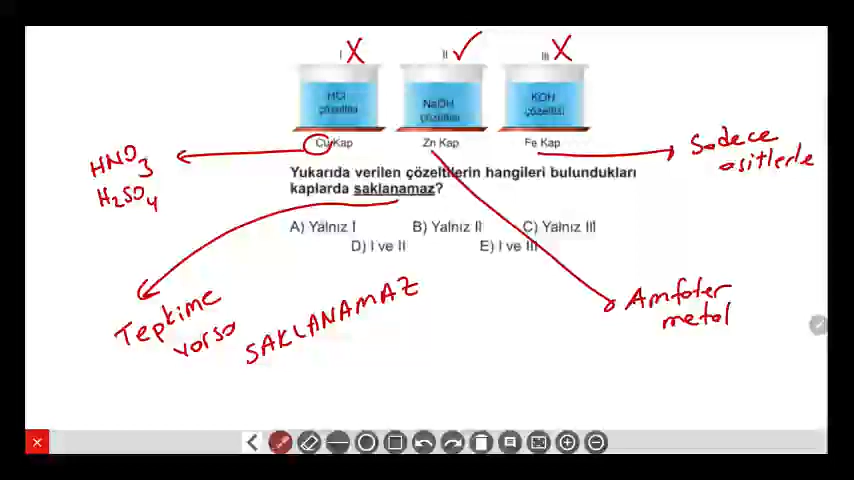 I X II ✓ III X
HCl NaOH KOH
çözeltisi çözeltisi çözeltisi
Cu Kap Zn Kap Fe Kap
HNO3
H2SO4
Sadece
asitlerle
Yukarıda verilen çözeltilerin hangileri bulundukları
kaplarda saklanamaz?
A) Yalnız I B) Yalnız II C) Yalnız III
D) I ve II E) I ve III
Tepkime
varsa
SAKLANAMAZ
Amfoter
metal